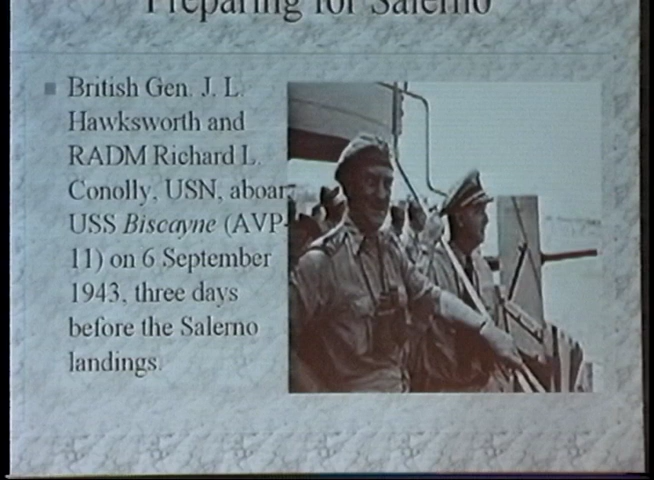 Preparing for Salerno
British Gen. J. L.
Hawksworth and
RADM Richard L.
Conolly, USN, aboar
USS Biscayne (AVP-
11) on 6 September
1943, three days
before the Salerno
landings.